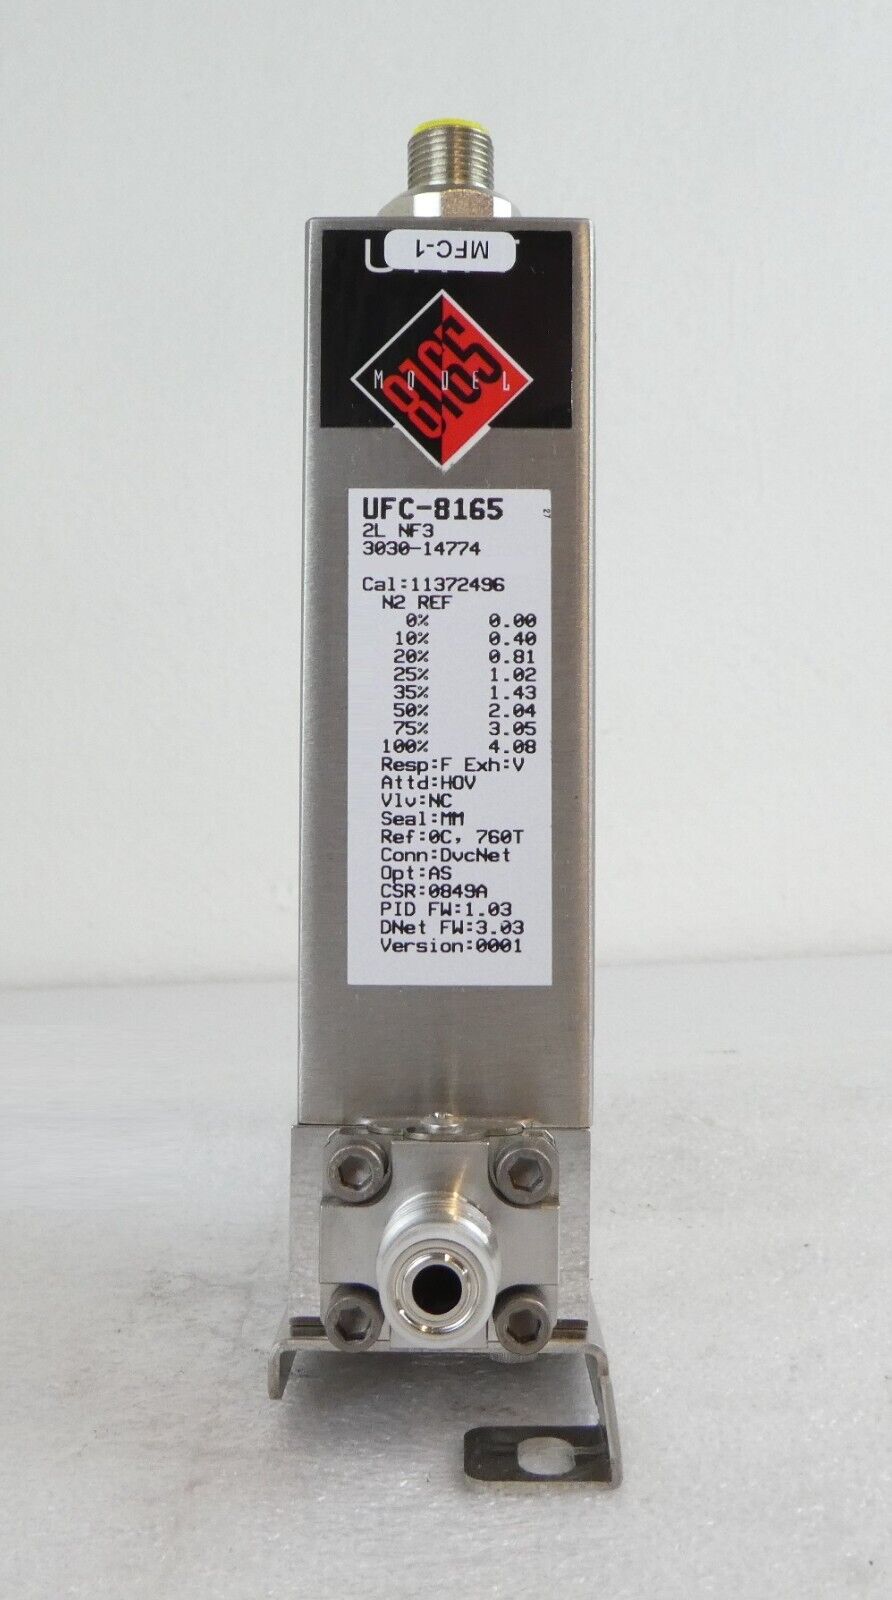 MFC-1
MODEL
8165
UFC-8165
27
2L NF3
3030-14774
Cal:11372496
N2 REF
0% 0.00
10% 0.40
20% 0.81
25% 1.02
35% 1.43
50% 2.04
75% 3.05
100% 4.08
Resp:F Exh:V
Attd:HOV
Vlv:NC
Seal:MM
Ref:0C, 760T
Conn:DvcNet
Opt:AS
CSR:0849A
PID FW:1.03
DNet FW:3.03
Version:0001